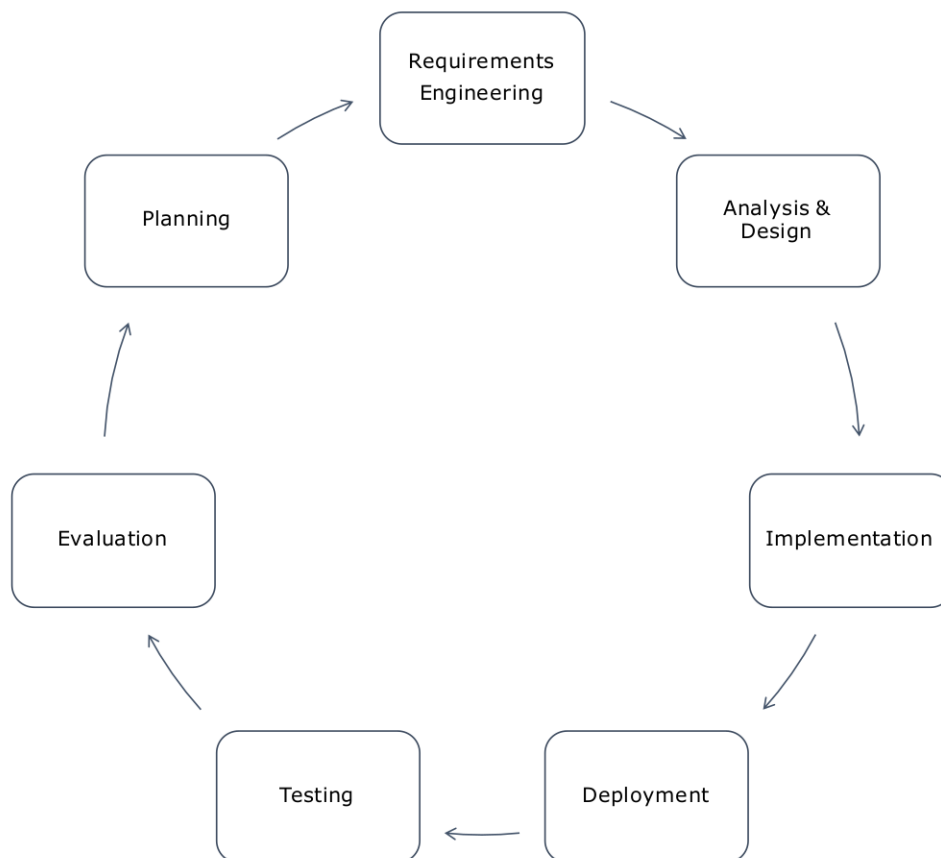 Requirements
Engineering
Analysis &
Design
Implementation
Deployment
Testing
Evaluation
Planning